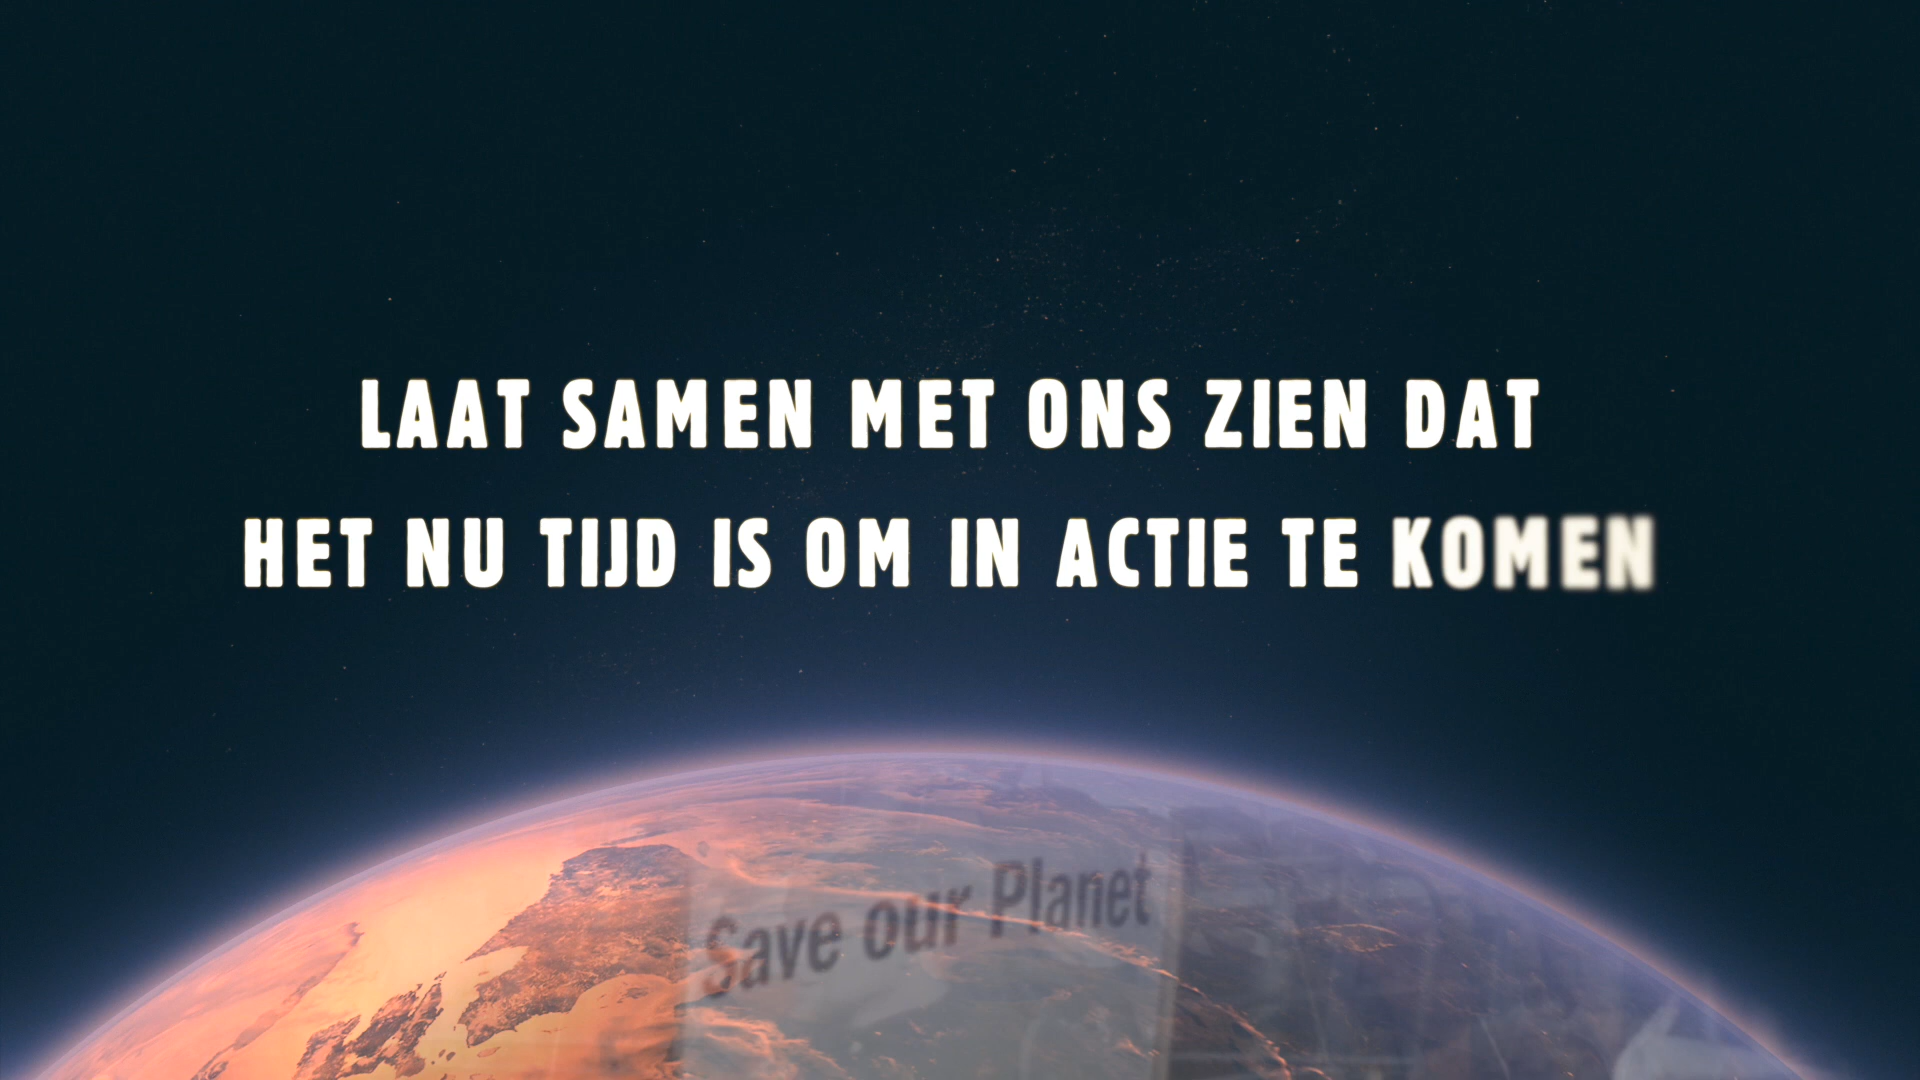 LAAT SAMEN MET ONS ZIEN DAT
HET NU TIJD IS OM IN ACTIE TE KOMEN
Save our Planet